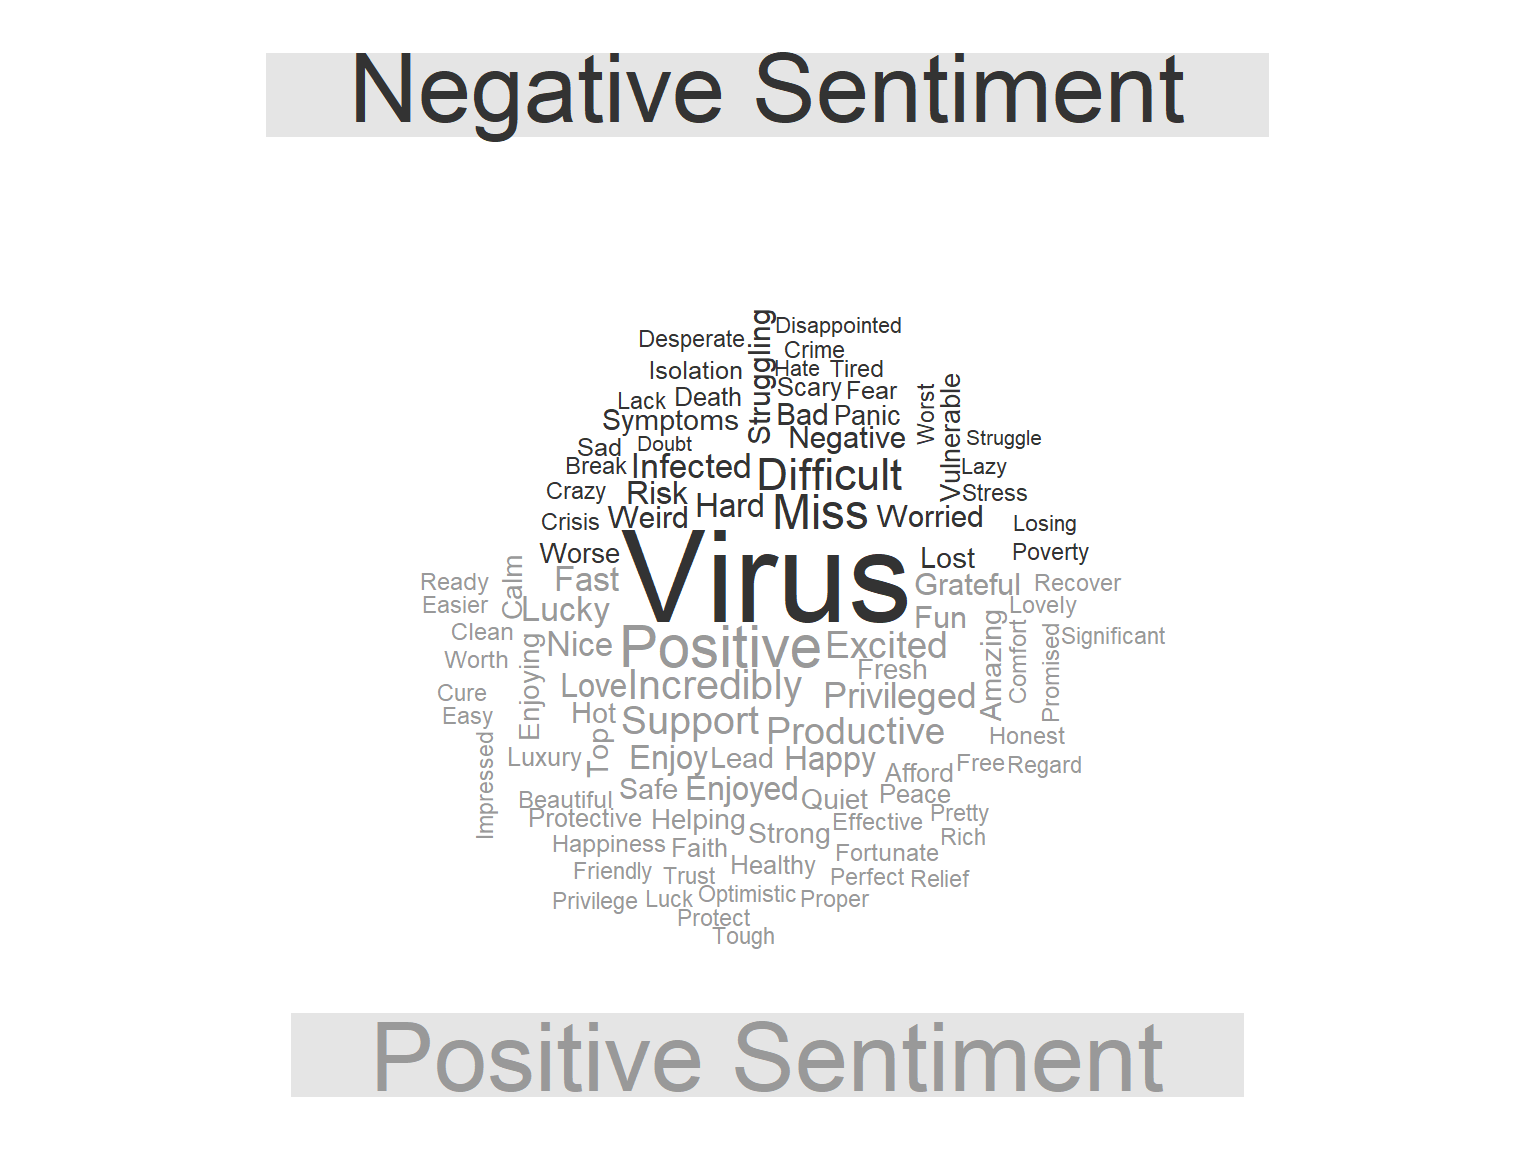 Negative Sentiment
Struggling
Disappointed
Desperate
Crime
Isolation
Hate Tired
Lack Death
Scary Fear
Symptoms
Bad Panic
Worst
Vulnerable
Sad Doubt
Negative
Struggle
Break Infected
Difficult
Lazy
Crazy Risk Hard
Miss
Stress
Crisis Weird
Worried
Losing
Worse
Virus
Lost
Poverty
Ready
Calm
Fast
Grateful
Recover
Easier
Lucky
Fun
Lovely
Clean
Nice
Positive
Excited
Amazing
Comfort
Promised
Significant
Worth
Enjoying
Fresh
Cure
Love
Incredibly
Privileged
Easy
Hot
Support
Productive
Honest
Impressed
Luxury
Top
Enjoy
Lead
Happy
Afford
Free
Regard
Beautiful
Safe
Enjoyed
Quiet
Peace
Protective
Helping
Strong
Effective
Pretty
Happiness
Faith
Fortunate
Rich
Friendly
Trust
Healthy
Perfect
Relief
Privilege
Luck
Optimistic
Proper
Protect
Tough
Positive Sentiment